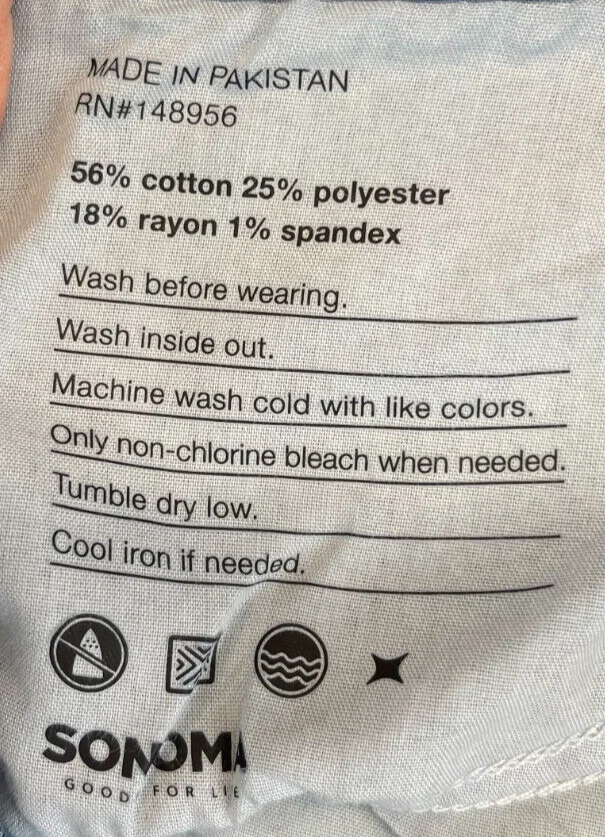 MADE IN PAKISTAN
RN#148956
56% cotton 25% polyester
18% rayon 1% spandex
Wash before wearing.
Wash inside out.
Machine wash cold with like colors.
Only non-chlorine bleach when needed.
Tumble dry low.
Cool iron if needed.
SONOMA
GOOD FOR